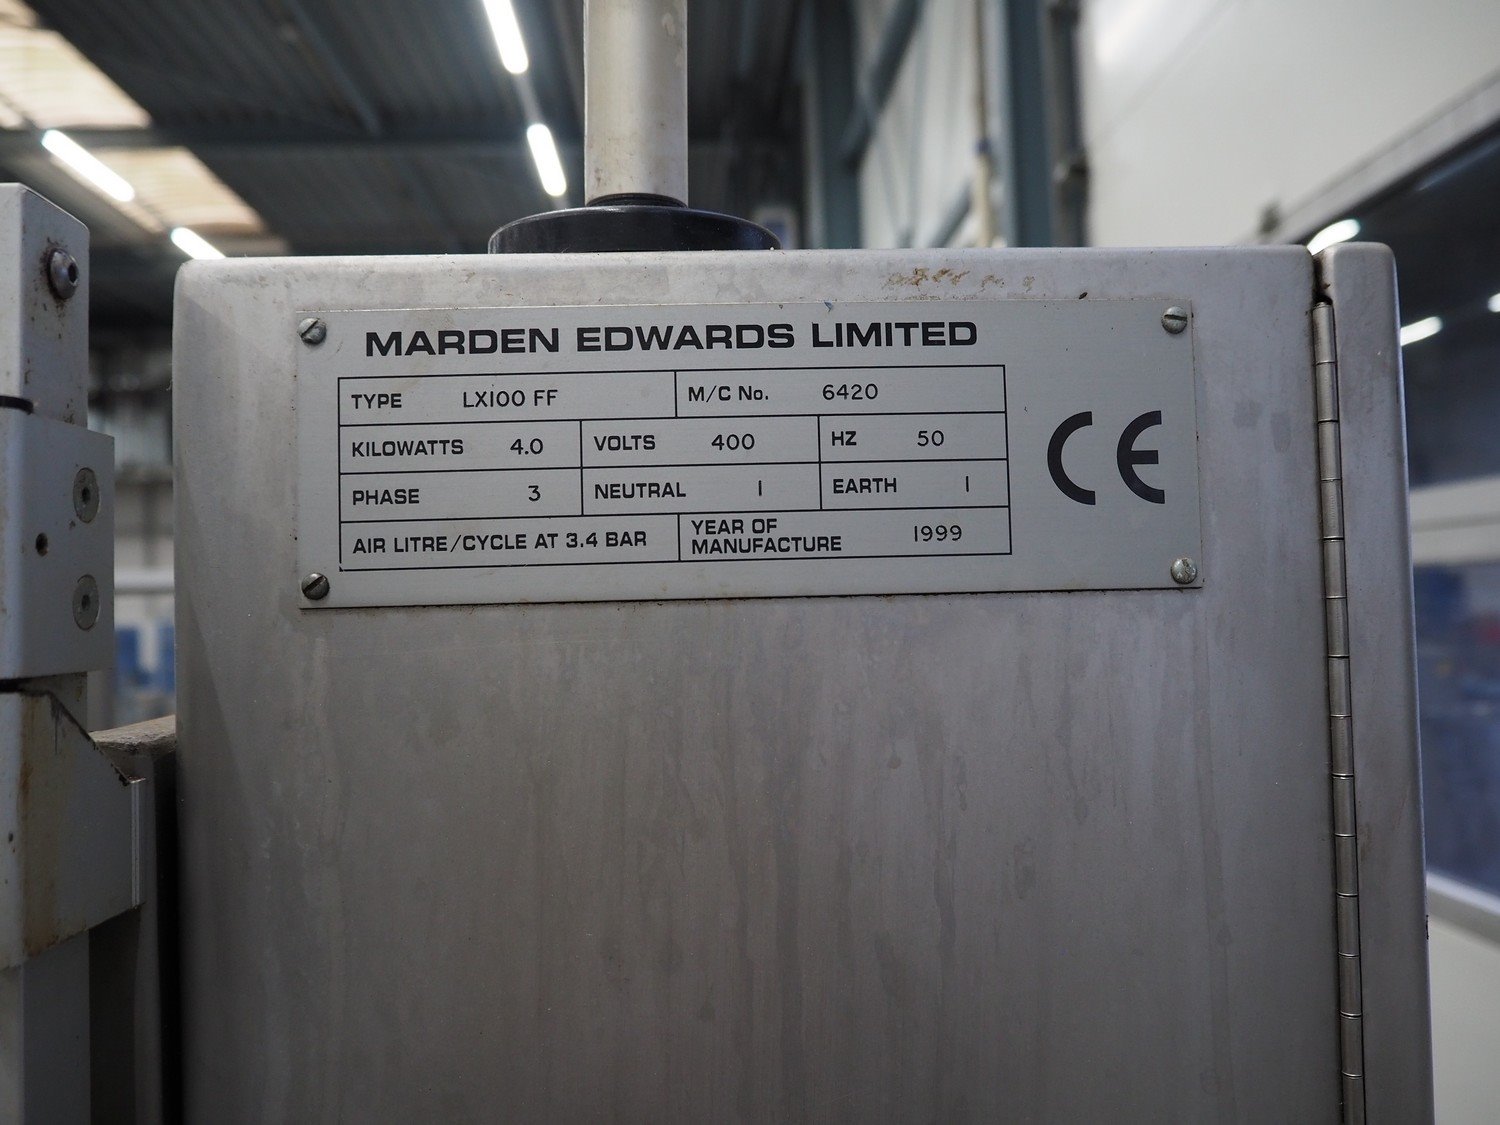 MARDEN EDWARDS LIMITED
TYPE LX100 FF M/C No. 6420
KILOWATTS 4.0 VOLTS 400 HZ 50
PHASE 3 NEUTRAL 1 EARTH 1
AIR LITRE/CYCLE AT 3.4 BAR YEAR OF MANUFACTURE 1999
CE